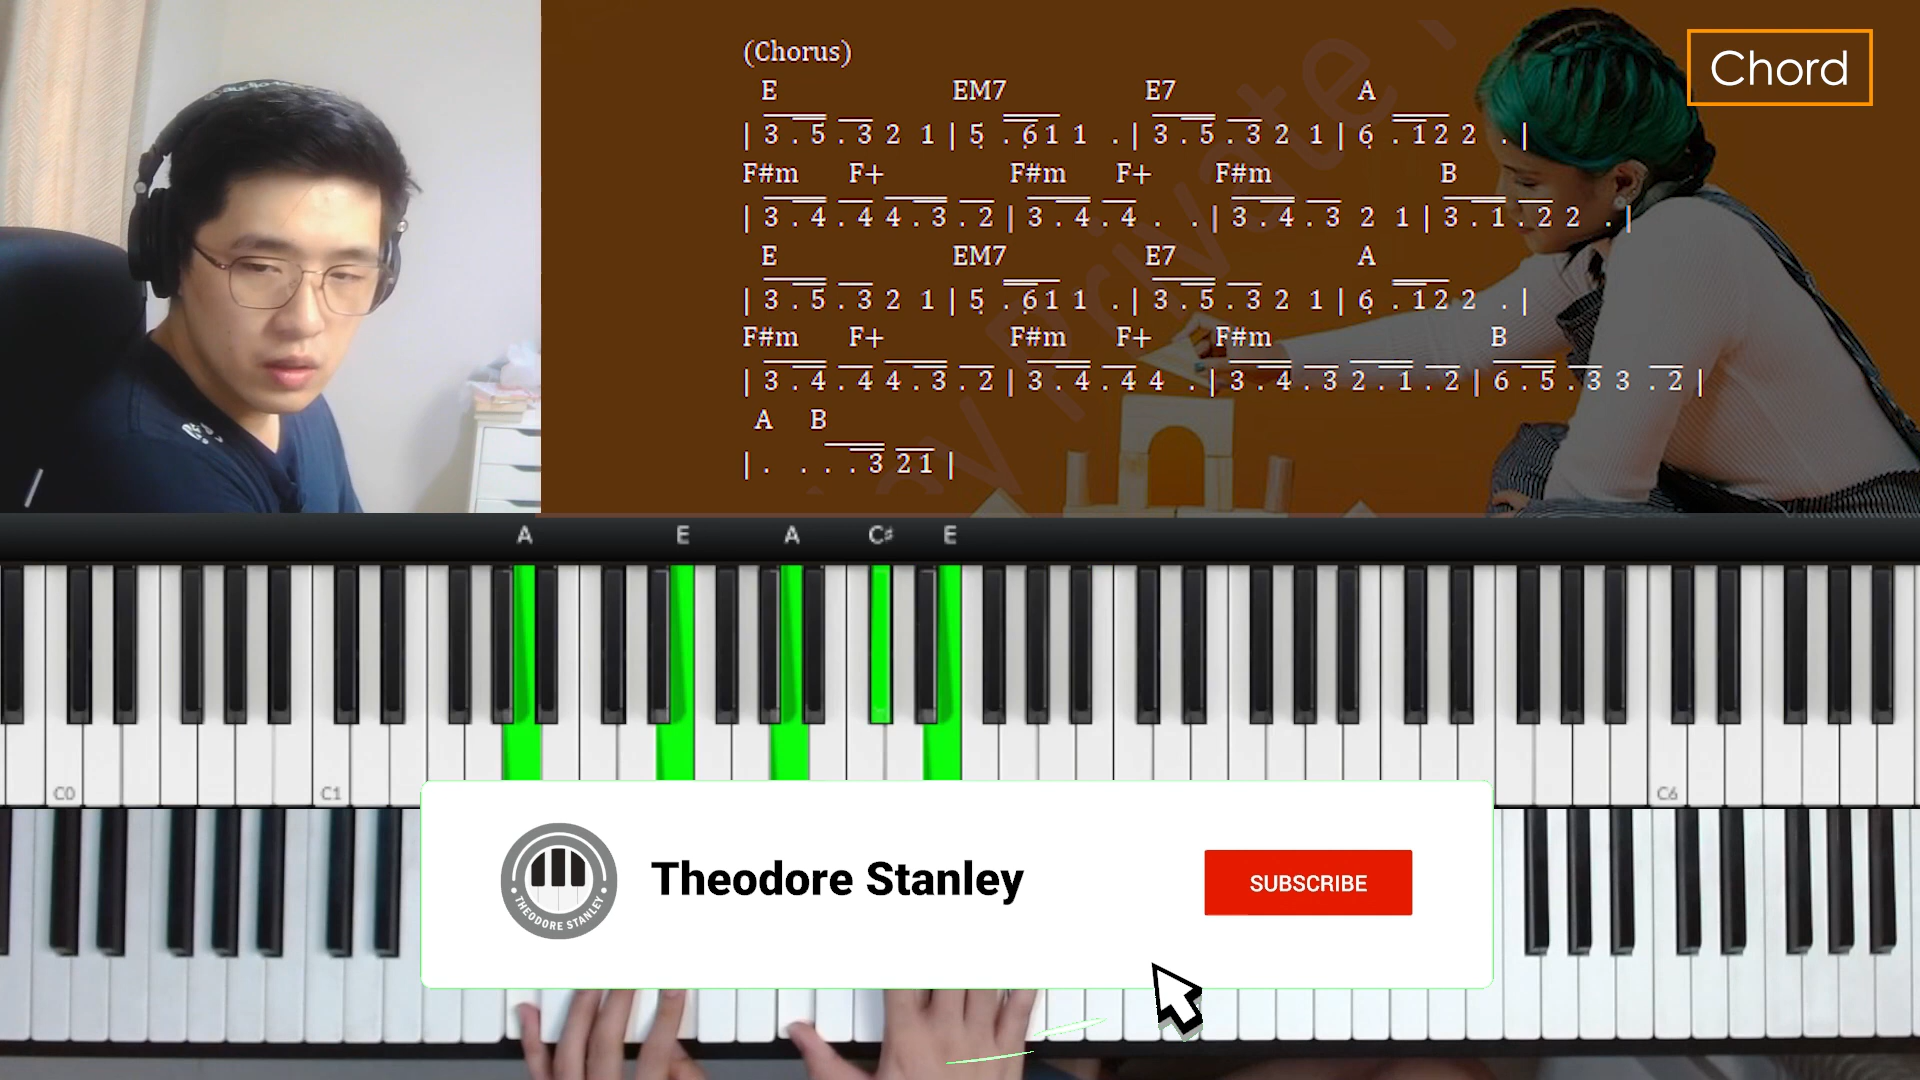 Chord
(Chorus)
E EM7 E7 A
| 3 . 5 . 3 2 1 | 5 . 6 1 1 . | 3 . 5 . 3 2 1 | 6 . 1 2 2 . |
F#m F+ F#m F+ F#m B
| 3 . 4 . 4 4 . 3 . 2 | 3 . 4 . 4 . . | 3 . 4 . 3 2 1 | 3 . 1 . 2 2 . |
E EM7 E7 A
| 3 . 5 . 3 2 1 | 5 . 6 1 1 . | 3 . 5 . 3 2 1 | 6 . 1 2 2 . |
F#m F+ F#m F+ F#m B
| 3 . 4 . 4 4 . 3 . 2 | 3 . 4 . 4 4 . | 3 . 4 . 3 2 . 1 . 2 | 6 . 5 . 3 3 . 2 |
A B
| . . . . 3 2 1 |
Private
A E A C♯ E
C0 C1 C6
THEODORE STANLEY
Theodore Stanley
SUBSCRIBE